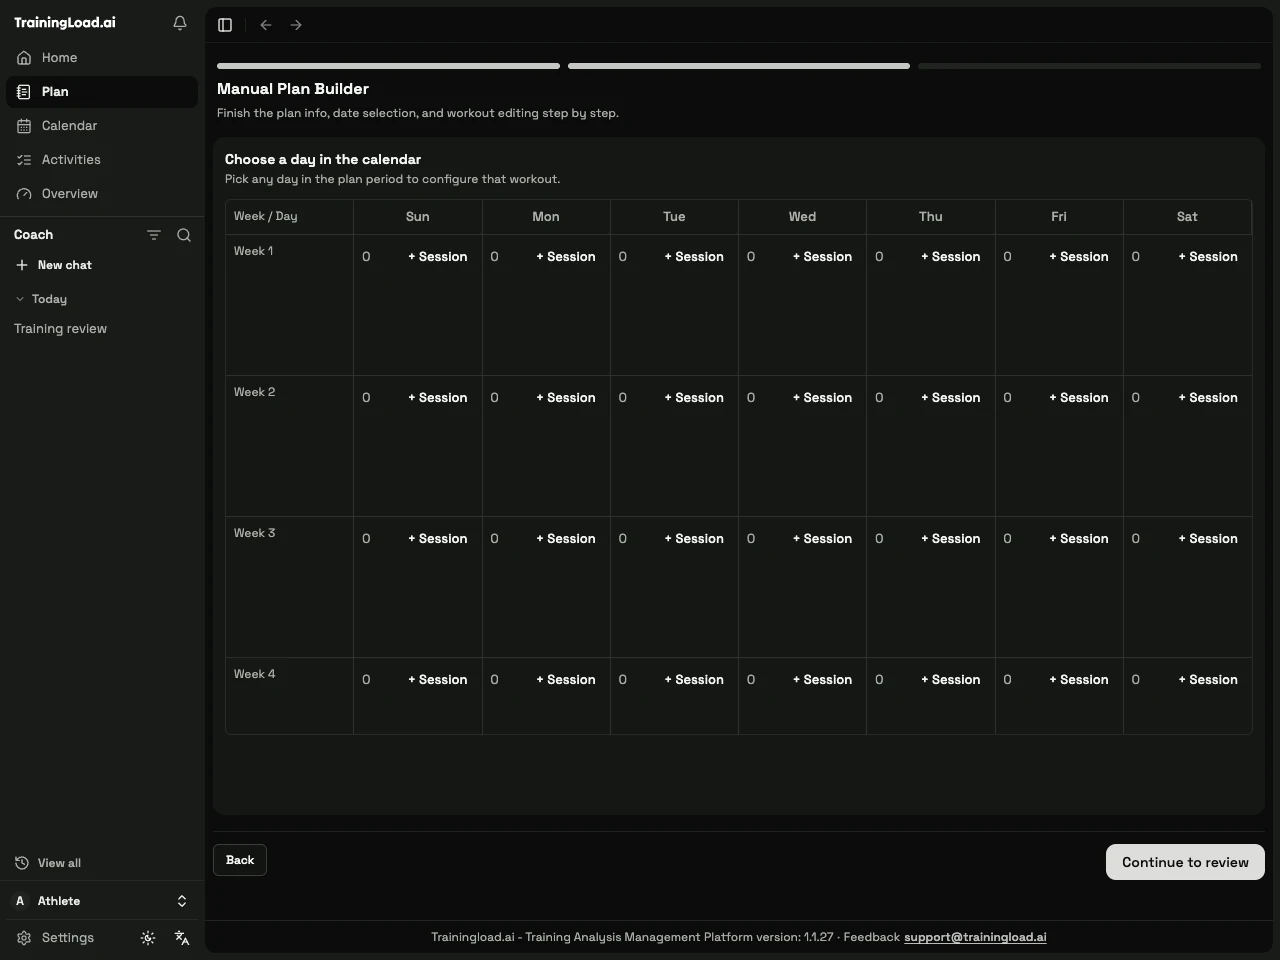 TrainingLoad.ai
Home
Plan
Calendar
Activities
Overview
Coach
New chat
Today
Training review
View all
A Athlete
Settings
Manual Plan Builder
Finish the plan info, date selection, and workout editing step by step.
Choose a day in the calendar
Pick any day in the plan period to configure that workout.
Week / Day Sun Mon Tue Wed Thu Fri Sat
Week 1 0 + Session 0 + Session 0 + Session 0 + Session 0 + Session 0 + Session 0 + Session
Week 2 0 + Session 0 + Session 0 + Session 0 + Session 0 + Session 0 + Session 0 + Session
Week 3 0 + Session 0 + Session 0 + Session 0 + Session 0 + Session 0 + Session 0 + Session
Week 4 0 + Session 0 + Session 0 + Session 0 + Session 0 + Session 0 + Session 0 + Session
Back
Continue to review
Trainingload.ai - Training Analysis Management Platform version: 1.1.27 · Feedback support@trainingload.ai